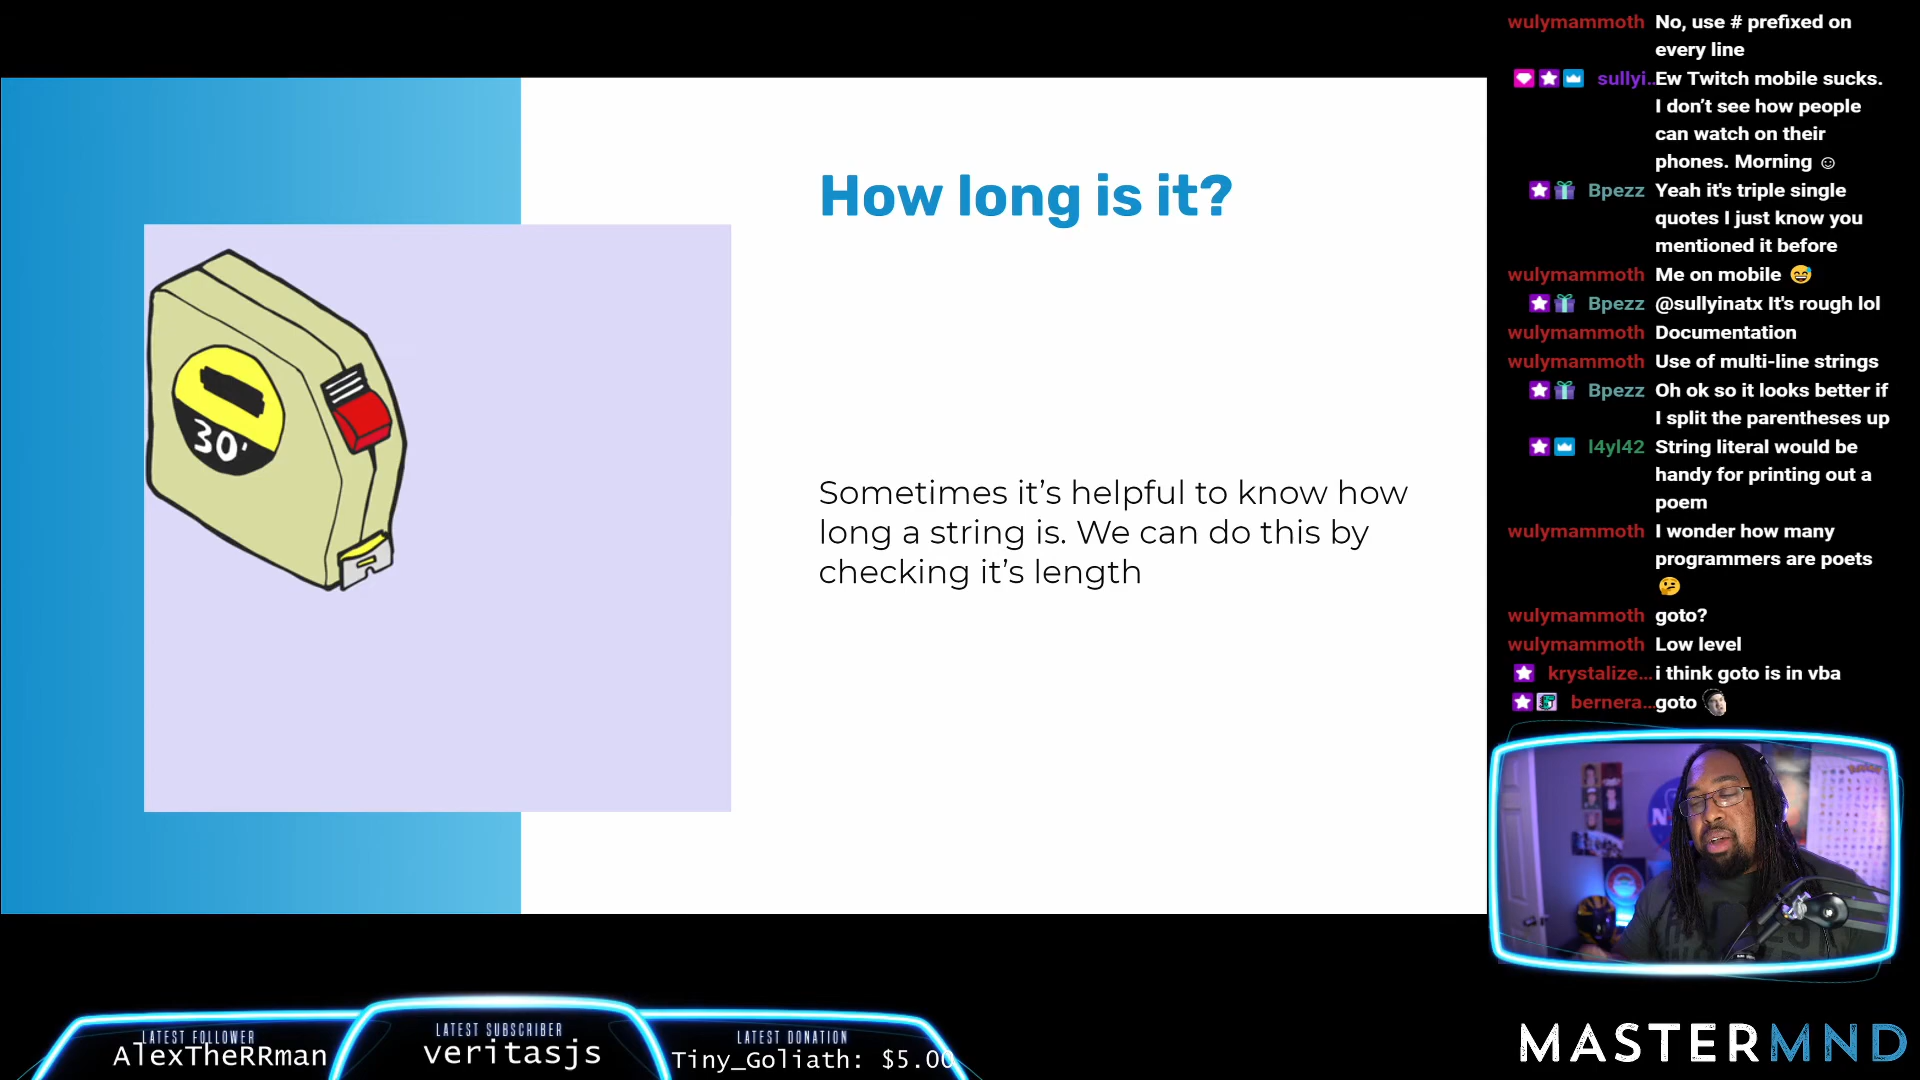 How long is it?
30'
Sometimes it's helpful to know how
long a string is. We can do this by
checking it's length
wulymammoth No, use # prefixed on
every line
sullyi.. Ew Twitch mobile sucks.
I don't see how people
can watch on their
phones. Morning ☺
Bpezz Yeah it's triple single
quotes I just know you
mentioned it before
wulymammoth Me on mobile 😅
Bpezz @sullyinatx It's rough lol
wulymammoth Documentation
wulymammoth Use of multi-line strings
Bpezz Oh ok so it looks better if
I split the parentheses up
l4yl42 String literal would be
handy for printing out a
poem
wulymammoth I wonder how many
programmers are poets
🤔
wulymammoth goto?
wulymammoth Low level
krystalize... i think goto is in vba
bernera... goto
LATEST FOLLOWER
AlexTheRRman
LATEST SUBSCRIBER
veritasjs
LATEST DONATION
Tiny_Goliath: $5.00
MASTERMND